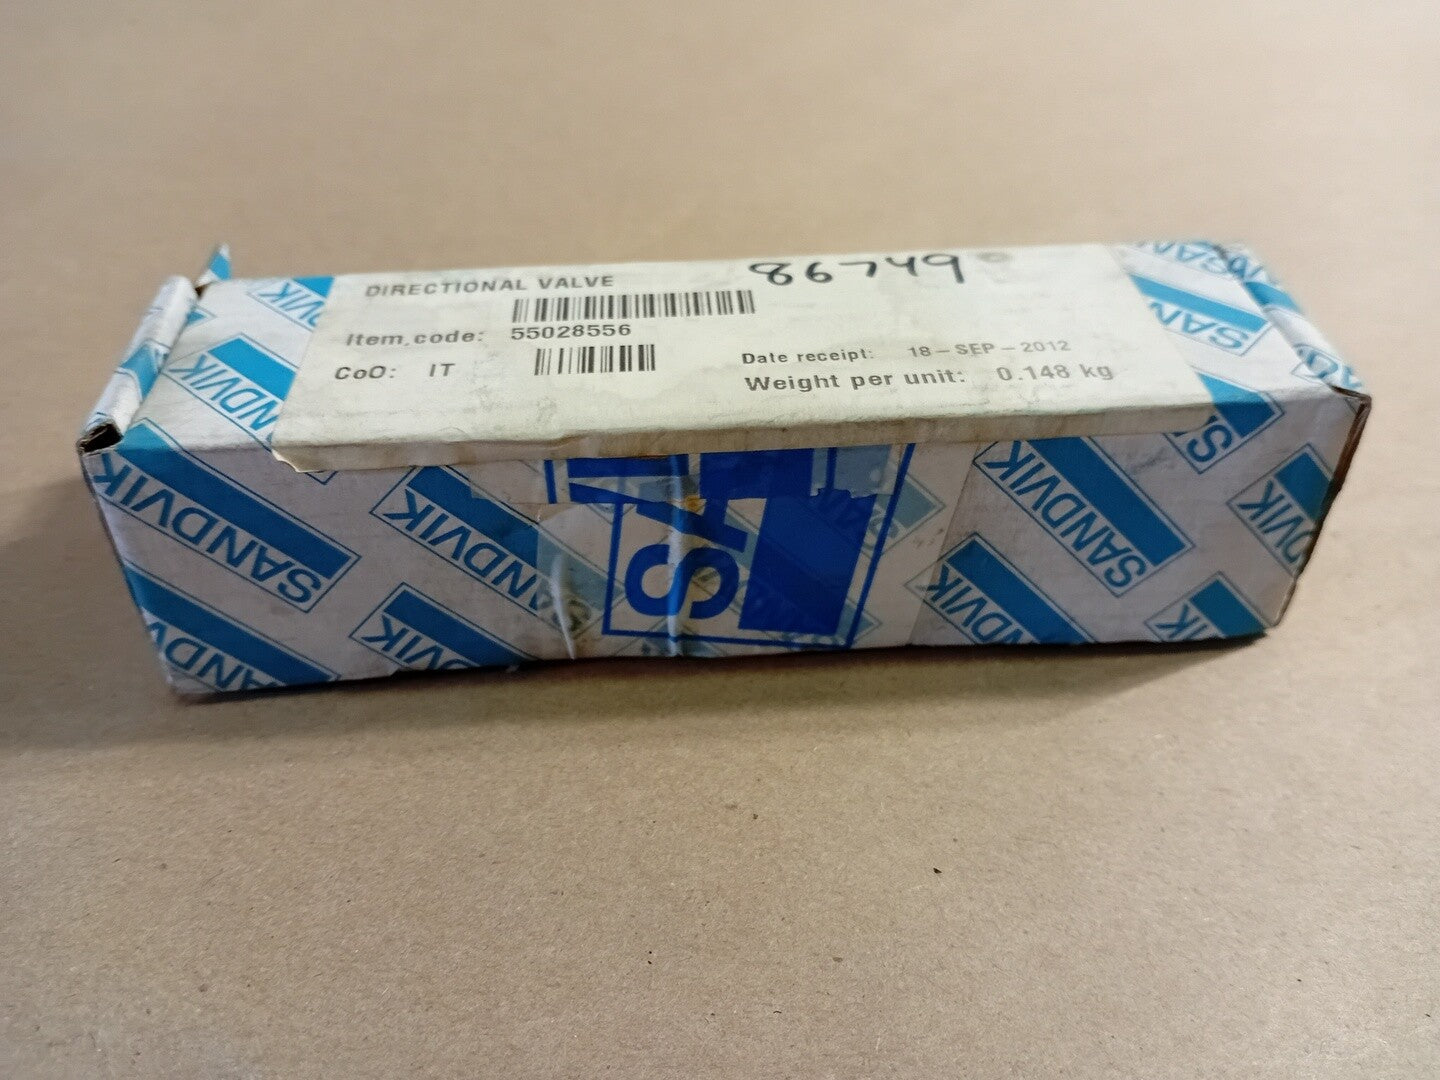 DIRECTIONAL VALVE
86749
Item.code: 55028556
CoO: IT
Date receipt: 18-SEP-2012
Weight per unit: 0.148 kg
SANDVIK
SANDVIK
SANDVIK
SANDVIK
SANDVIK